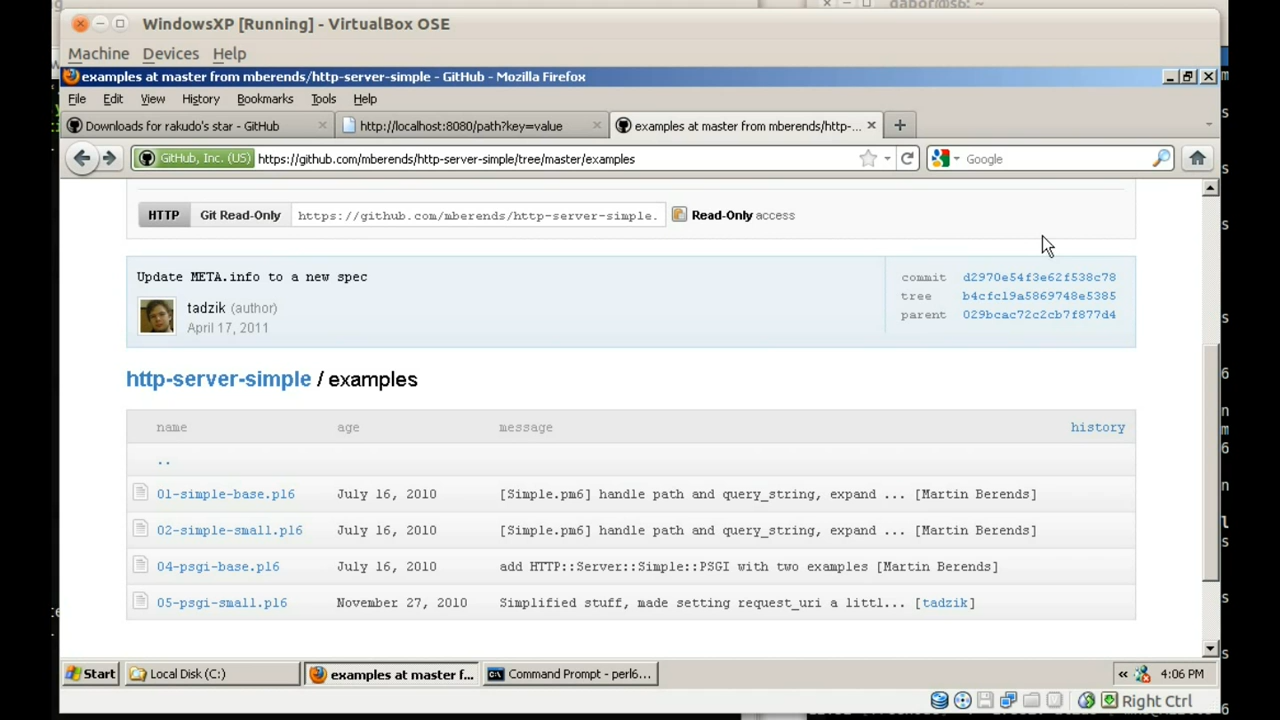 gabor@s6: ~
WindowsXP [Running] - VirtualBox OSE
Machine Devices Help
examples at master from mberends/http-server-simple - GitHub - Mozilla Firefox
File Edit View History Bookmarks Tools Help
Downloads for rakudo's star - GitHub http://localhost:8080/path?key=value examples at master from mberends/http-...
GitHub, Inc. (US) https://github.com/mberends/http-server-simple/tree/master/examples Google
HTTP Git Read-Only https://github.com/mberends/http-server-simple. Read-Only access
Update META.info to a new spec
commit d2970e54f3e62f538c78
tadzik (author)
tree b4cfc19a5869748e5385
April 17, 2011
parent 029bcac72c2cb7f877d4
http-server-simple / examples
name age message history
..
01-simple-base.pl6 July 16, 2010 [Simple.pm6] handle path and query_string, expand ... [Martin Berends]
02-simple-small.pl6 July 16, 2010 [Simple.pm6] handle path and query_string, expand ... [Martin Berends]
04-psgi-base.pl6 July 16, 2010 add HTTP::Server::Simple::PSGI with two examples [Martin Berends]
05-psgi-small.pl6 November 27, 2010 Simplified stuff, made setting request_uri a littl... [tadzik]
Start Local Disk (C:) examples at master f... Command Prompt - perl6... « 4:06 PM
Right Ctrl